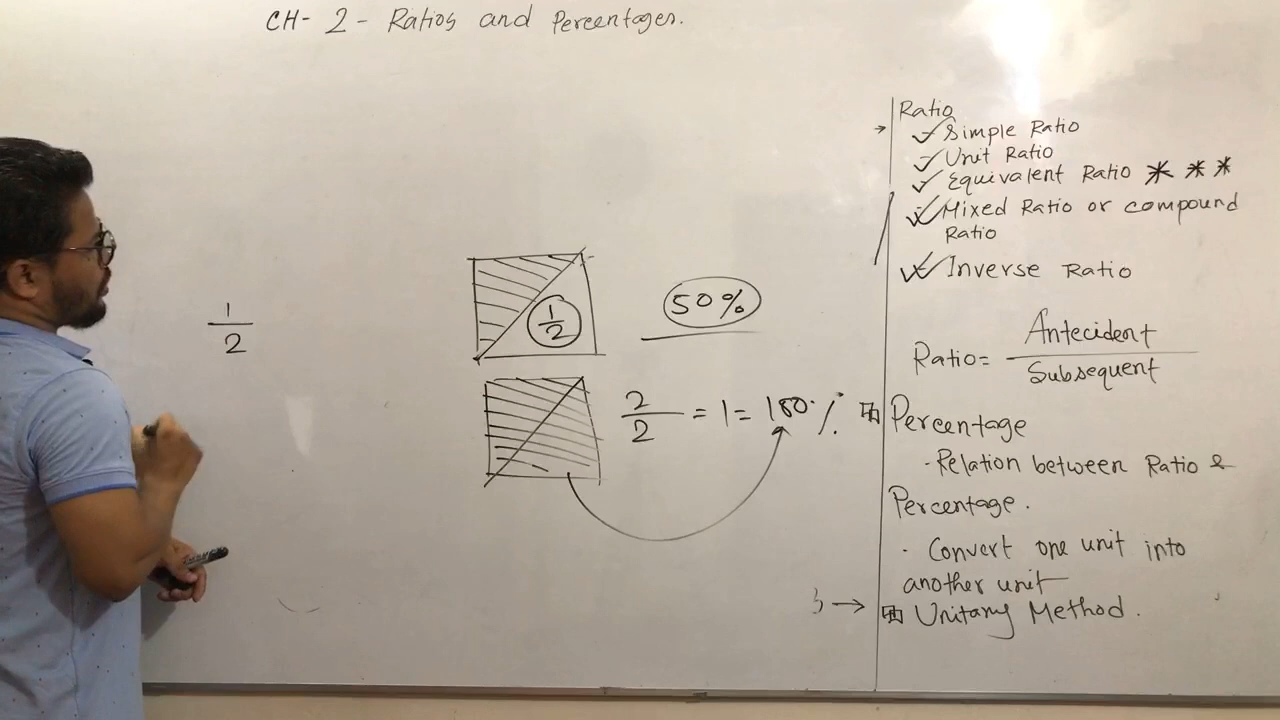 CH- 2 - Ratios and Percentages.
1
2
1
2
50%
2
2
= 1 = 100%
Ratio
Simple Ratio
Unit Ratio
Equivalent Ratio ***
Mixed Ratio or compound
Ratio
Inverse Ratio
Ratio= Antecident
Subsequent
Percentage
· Relation between Ratio &
Percentage.
· Convert one unit into
another unit
→ Unitary Method.